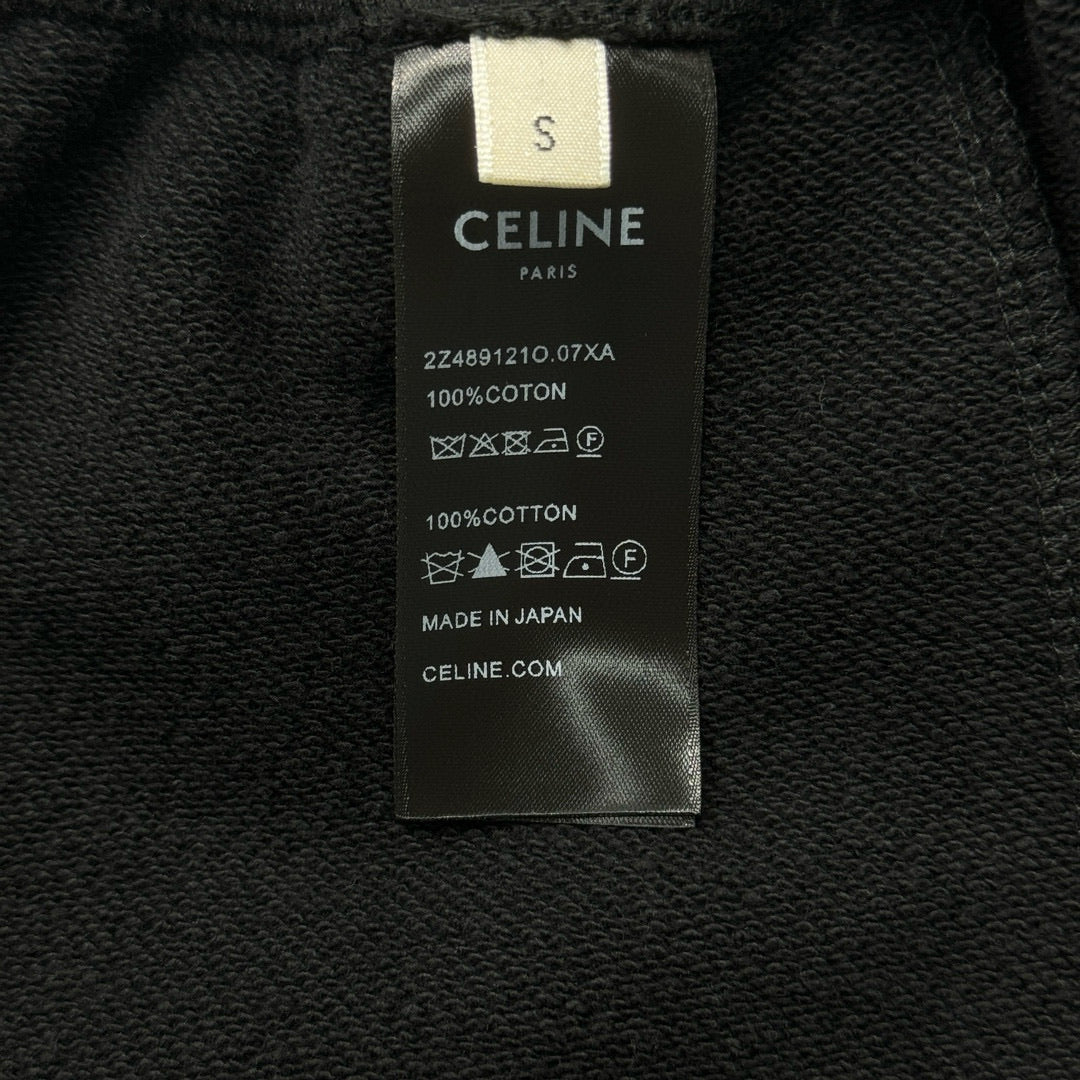 S
CELINE
PARIS
2Z489121O.07XA
100%COTON
F
100%COTTON
F
MADE IN JAPAN
CELINE.COM